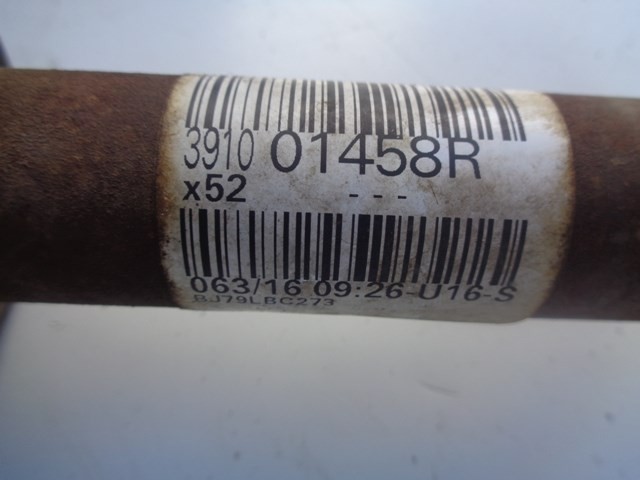 3910 01458R
x52 - - -
063/16 09:26-U16-S
BJ79LBC273